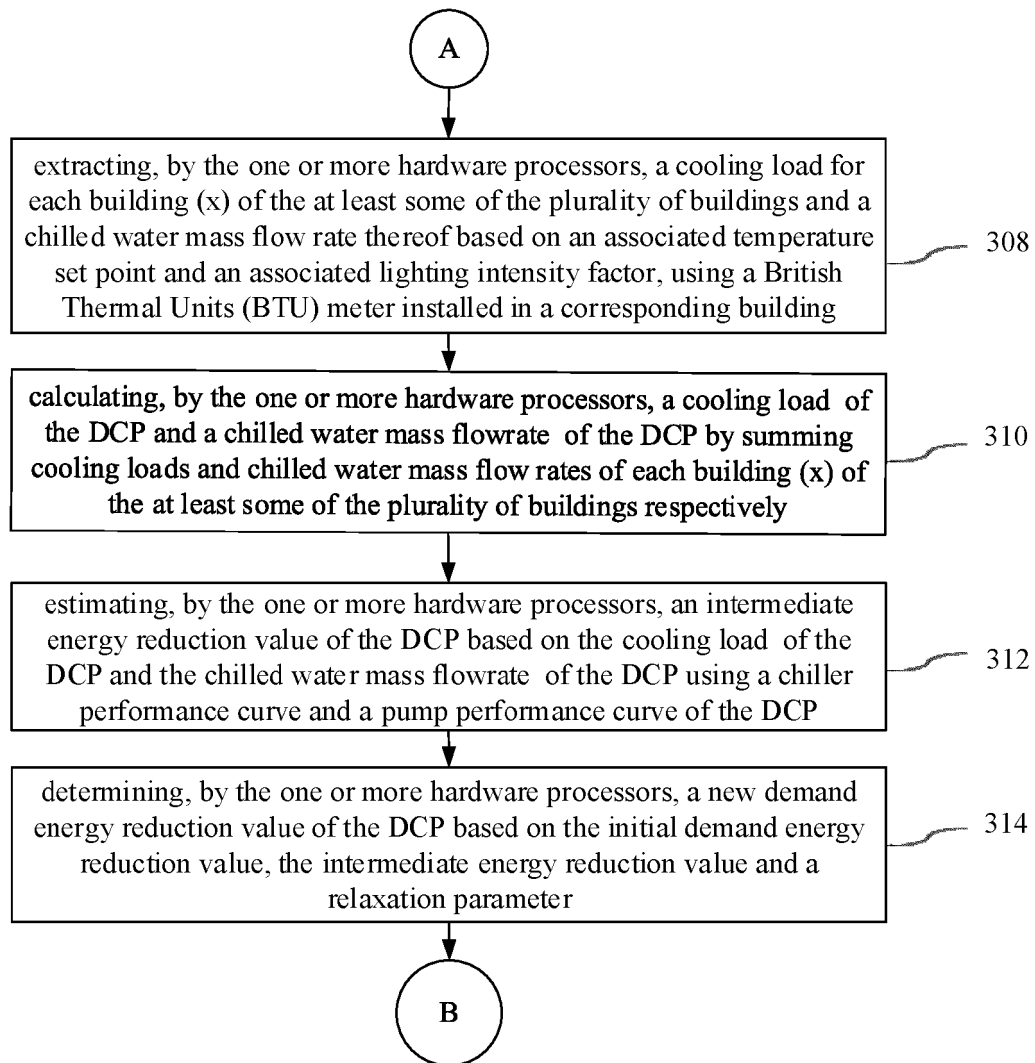 A
extracting, by the one or more hardware processors, a cooling load for
each building (x) of the at least some of the plurality of buildings and a
chilled water mass flow rate thereof based on an associated temperature
set point and an associated lighting intensity factor, using a British
Thermal Units (BTU) meter installed in a corresponding building
308
calculating, by the one or more hardware processors, a cooling load of
the DCP and a chilled water mass flowrate of the DCP by summing
cooling loads and chilled water mass flow rates of each building (x) of
the at least some of the plurality of buildings respectively
310
estimating, by the one or more hardware processors, an intermediate
energy reduction value of the DCP based on the cooling load of the
DCP and the chilled water mass flowrate of the DCP using a chiller
performance curve and a pump performance curve of the DCP
312
determining, by the one or more hardware processors, a new demand
energy reduction value of the DCP based on the initial demand energy
reduction value, the intermediate energy reduction value and a
relaxation parameter
314
B